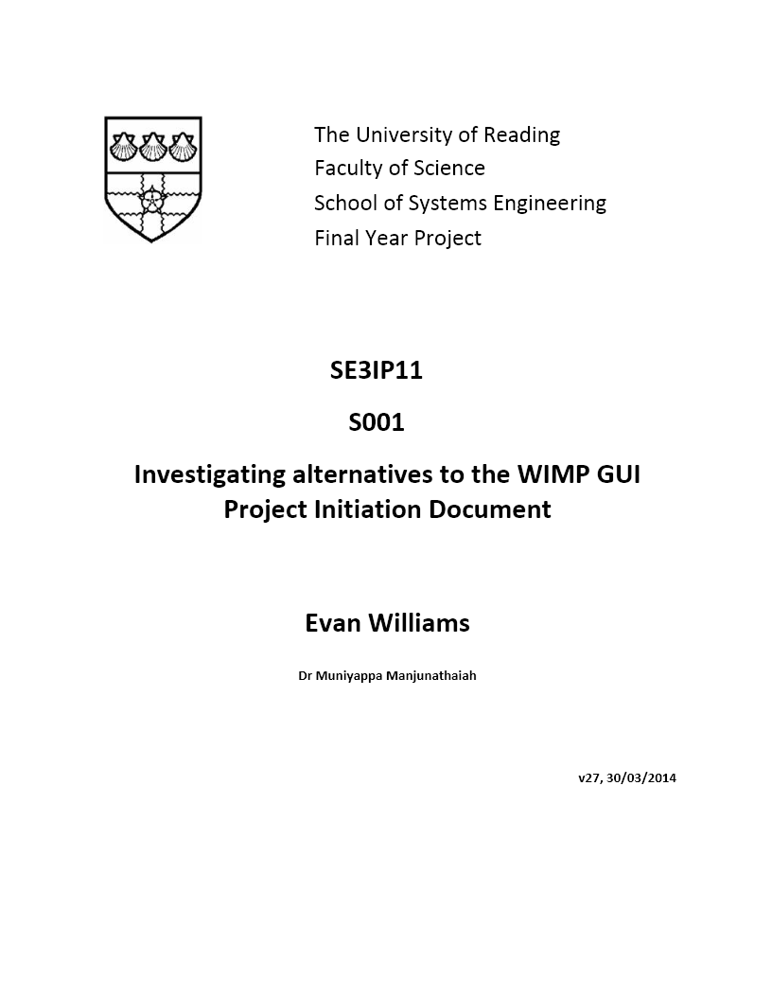 The University of Reading
Faculty of Science
School of Systems Engineering
Final Year Project
SE3IP11
S001
Investigating alternatives to the WIMP GUI
Project Initiation Document
Evan Williams
Dr Muniyappa Manjunathaiah
v27, 30/03/2014